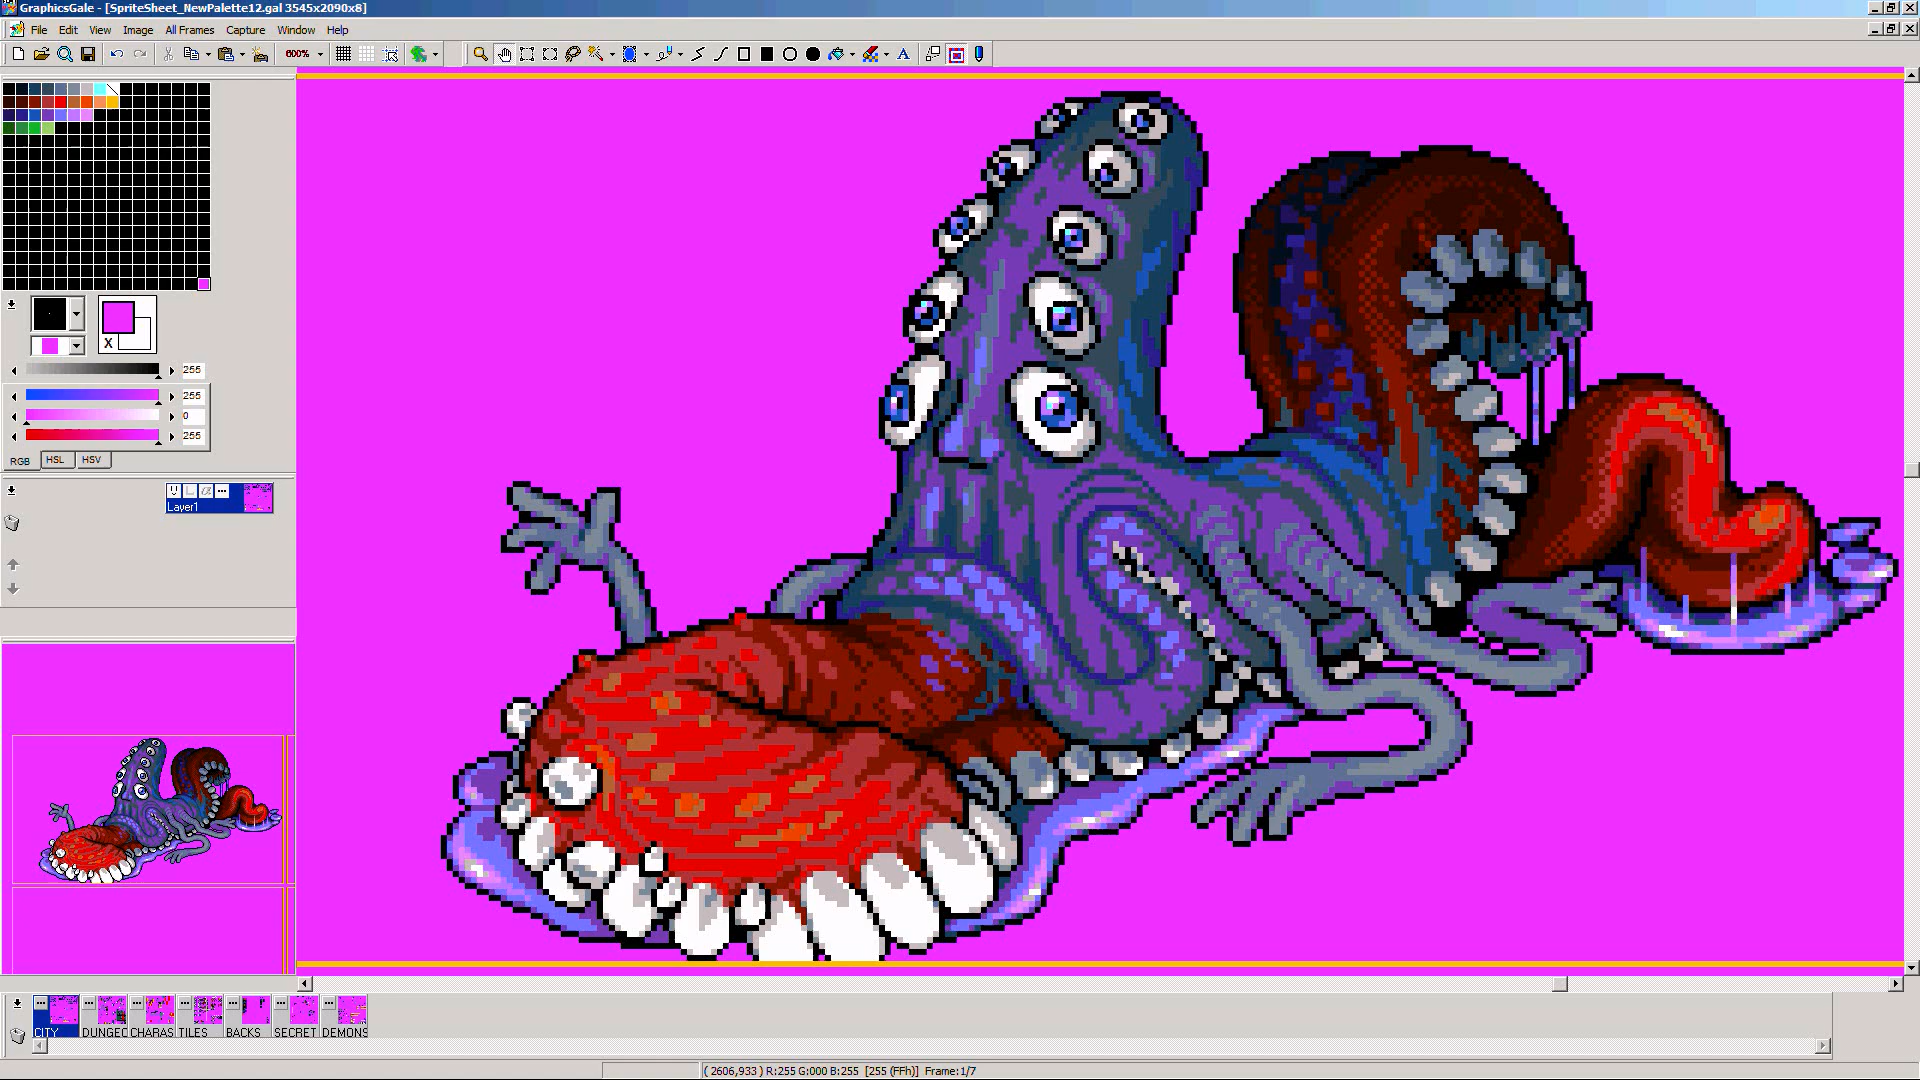 GraphicsGale - [SpriteSheet_NewPalette12.gal 3545x2090x8]
File Edit View Image All Frames Capture Window Help
600%
A
255
X
255
255
0
255
RGB HSL HSV
Layer1
CITY DUNGEO CHARAS TILES BACKS SECRET DEMONS
( 2606,933 ) R:255 G:000 B:255 [255 (FFh)] Frame:1/7